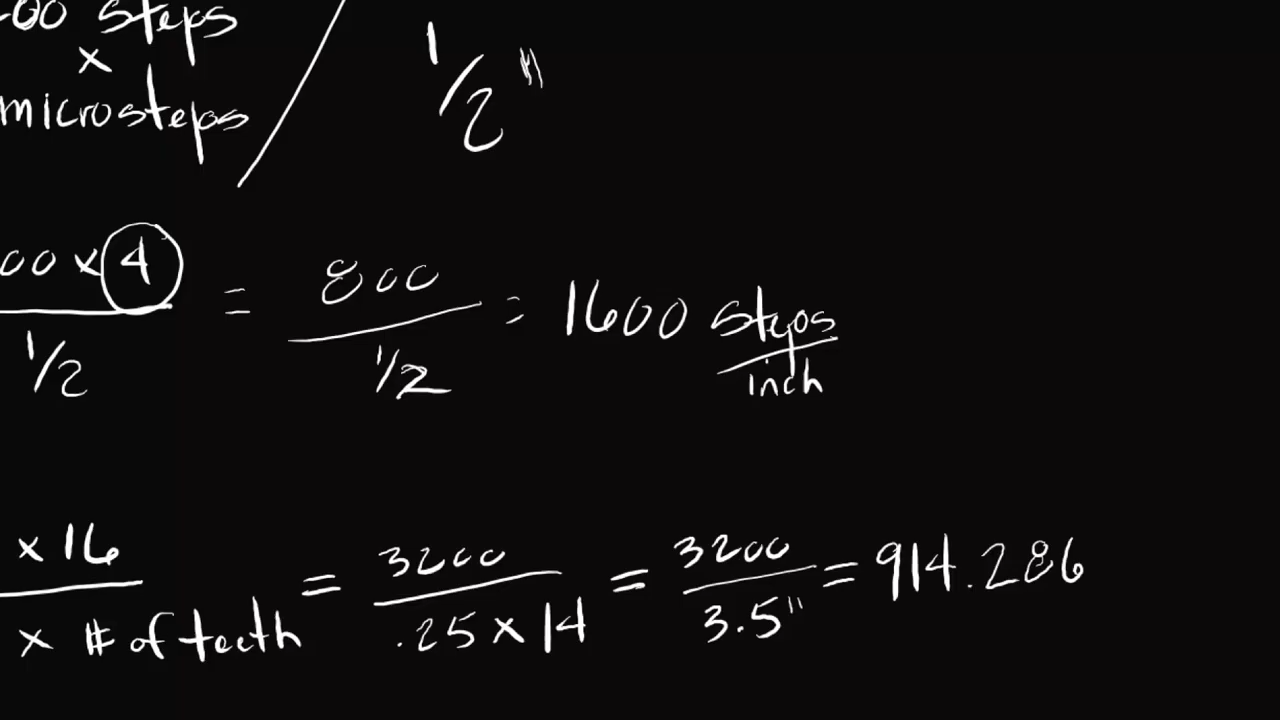 00 steps
x
microsteps / 1/2"
00 x 4 / 1/2 = 800 / 1/2 = 1600 steps / inch
x 16 / x # of teeth = 3200 / .25 x 14 = 3200 / 3.5" = 914.286